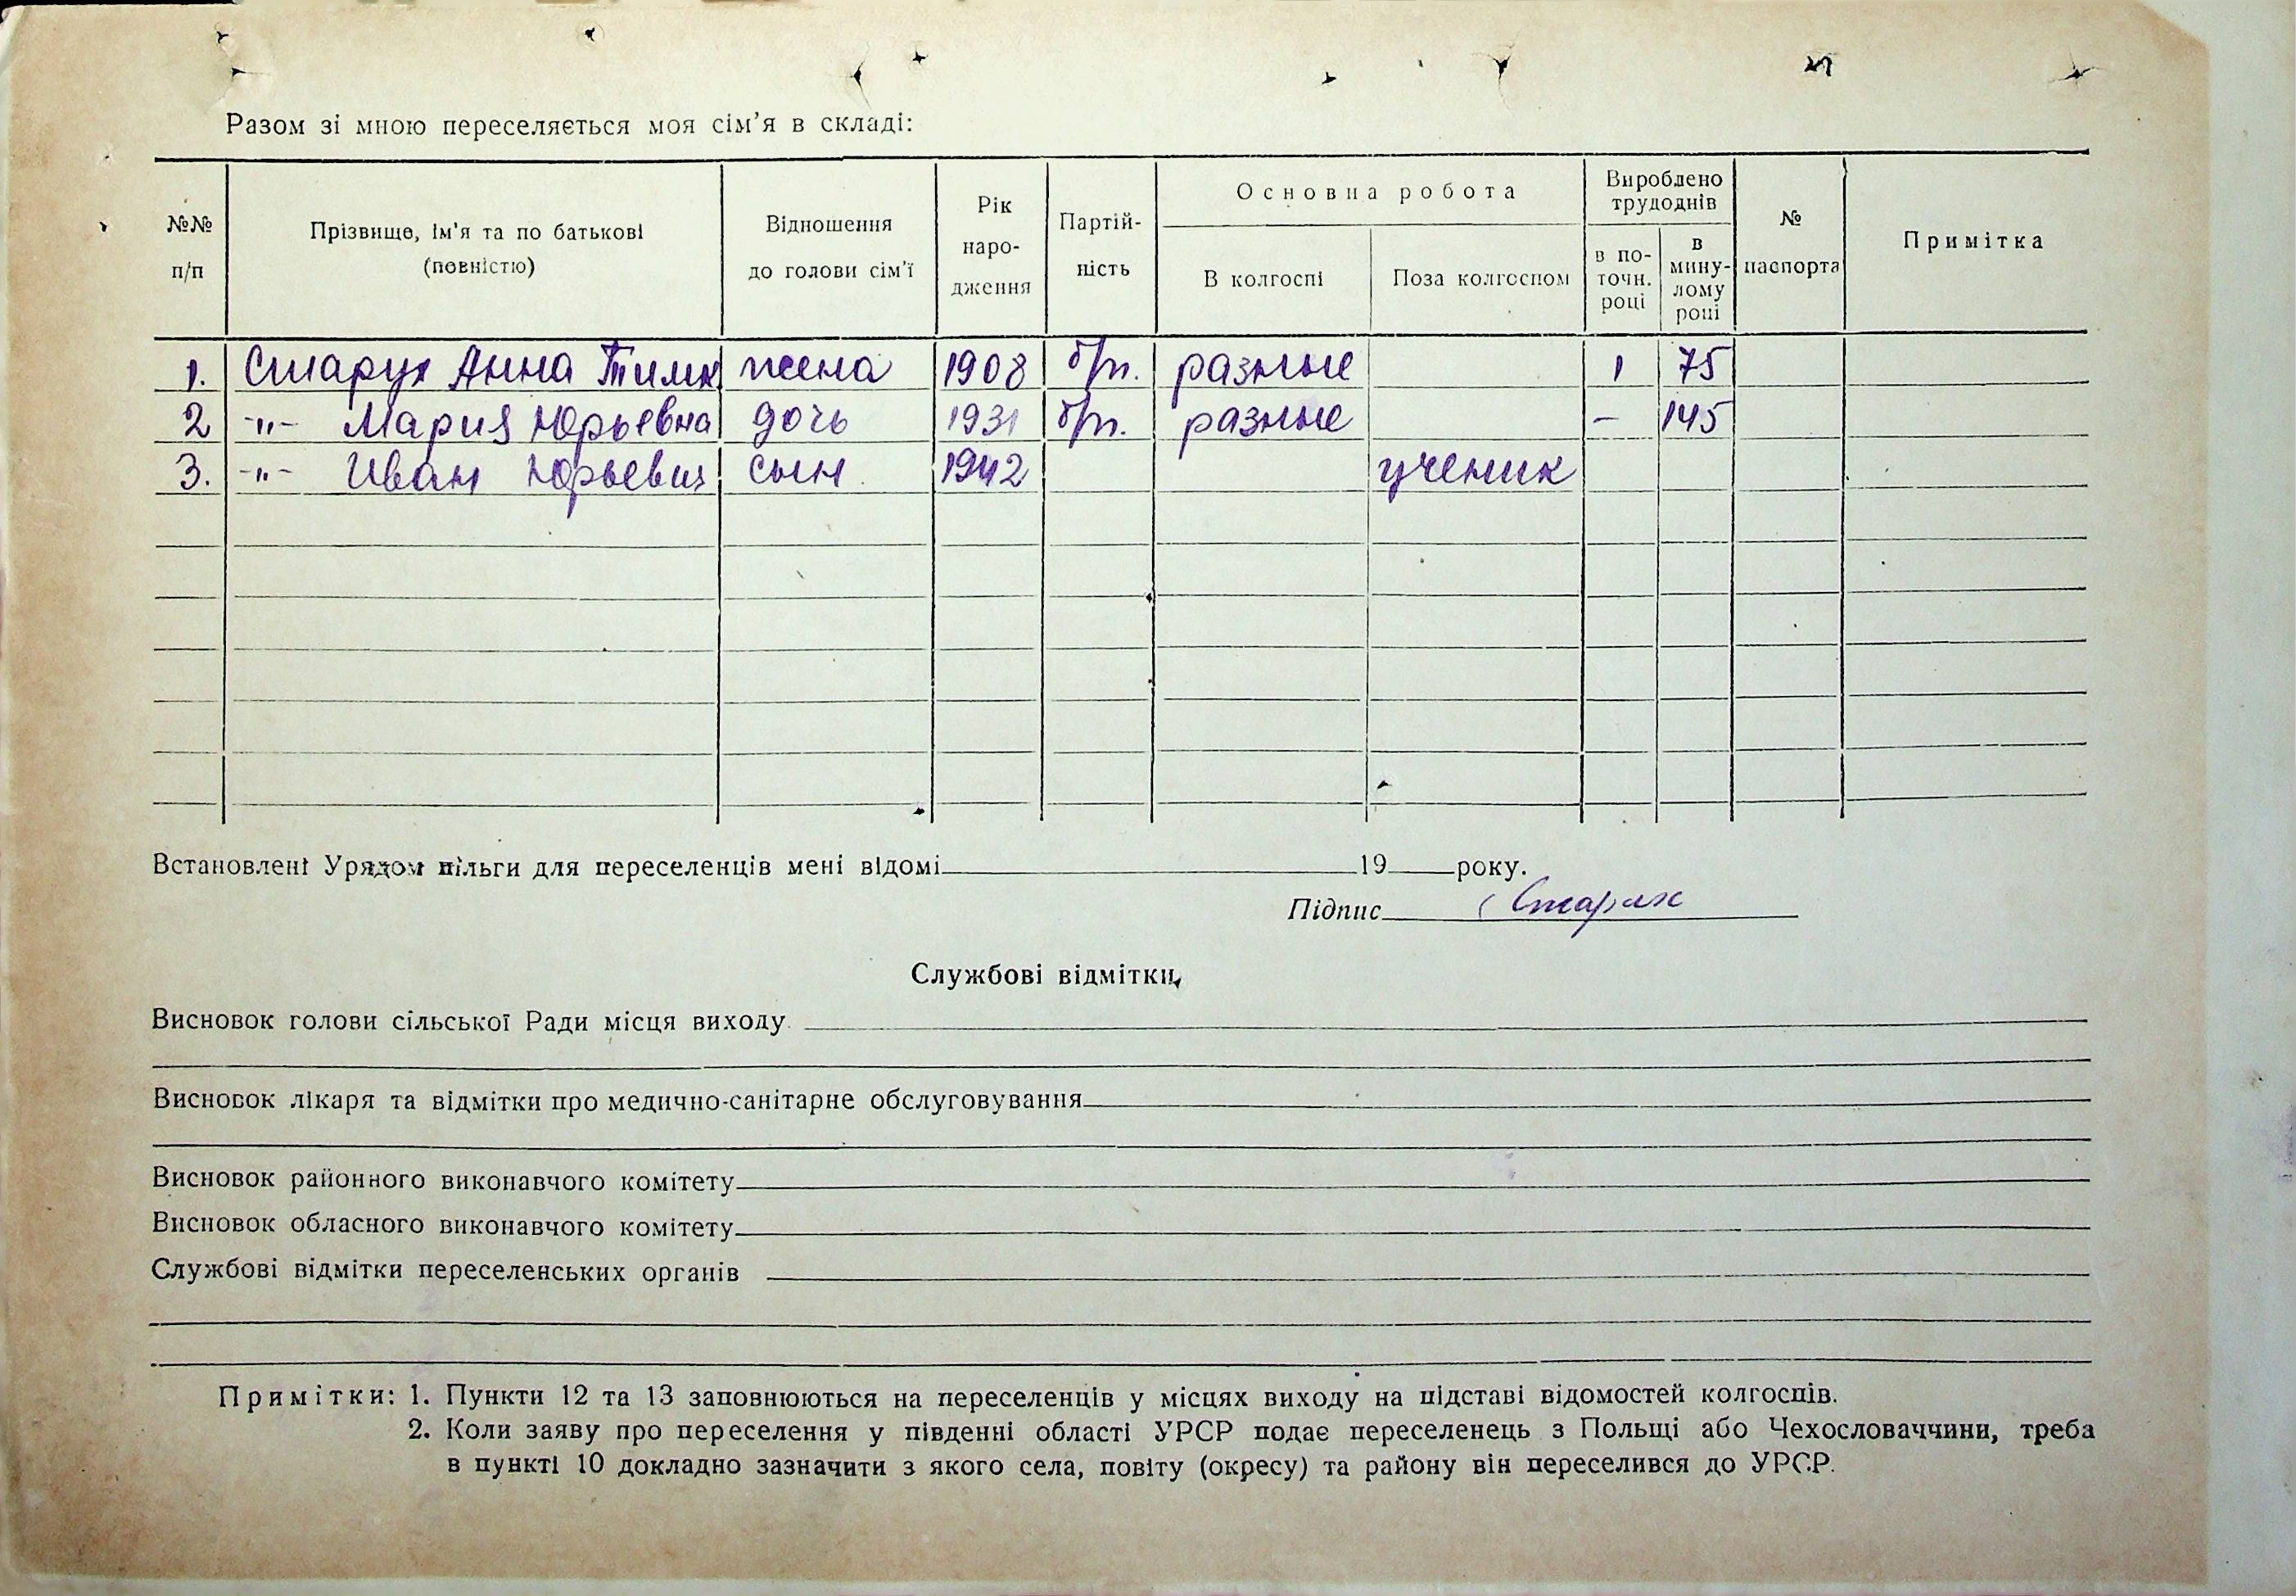 Разом зі мною переселяється моя сім’я в складі:
№№ п/п
Прізвище, ім’я та по батькові (повністю)
Відношення до голови сім’ї
Рік народження
Партійність
Основна робота
В колгоспі
Поза колгоспом
Вироблено трудоднів
в поточн. році
в минулому році
№ паспорта
Примітка
1. Старух Анна Тимк жена 1908 б/п. разные 1 75
2 -"- Мария Юрьевна дочь 1931 б/п. разные - 145
3. -"- Иван Юрьевич сын 1942 ученик
Встановлені Урядом пільги для переселенців мені відомі 19 року.
Підпис
Службові відмітки
Висновок голови сільської Ради місця виходу
Висновок лікаря та відмітки про медично-санітарне обслуговування
Висновок районного виконавчого комітету
Висновок обласного виконавчого комітету
Службові відмітки переселенських органів
Примітки: 1. Пункти 12 та 13 заповнюються на переселенців у місцях виходу на підставі відомостей колгоспів.
2. Коли заяву про переселення у південні області УРСР подає переселенець з Польщі або Чехословаччини, треба
в пункті 10 докладно зазначити з якого села, повіту (окресу) та району він переселився до УРСР.